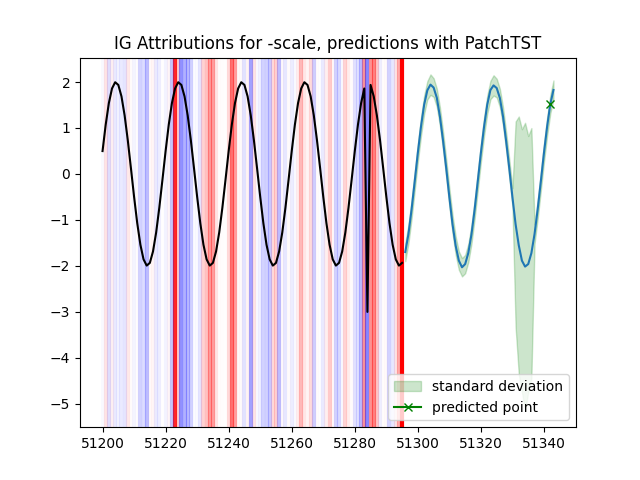 IG Attributions for -scale, predictions with PatchTST
2
1
0
−1
−2
−3
−4
−5
standard deviation
predicted point
51200 51220 51240 51260 51280 51300 51320 51340